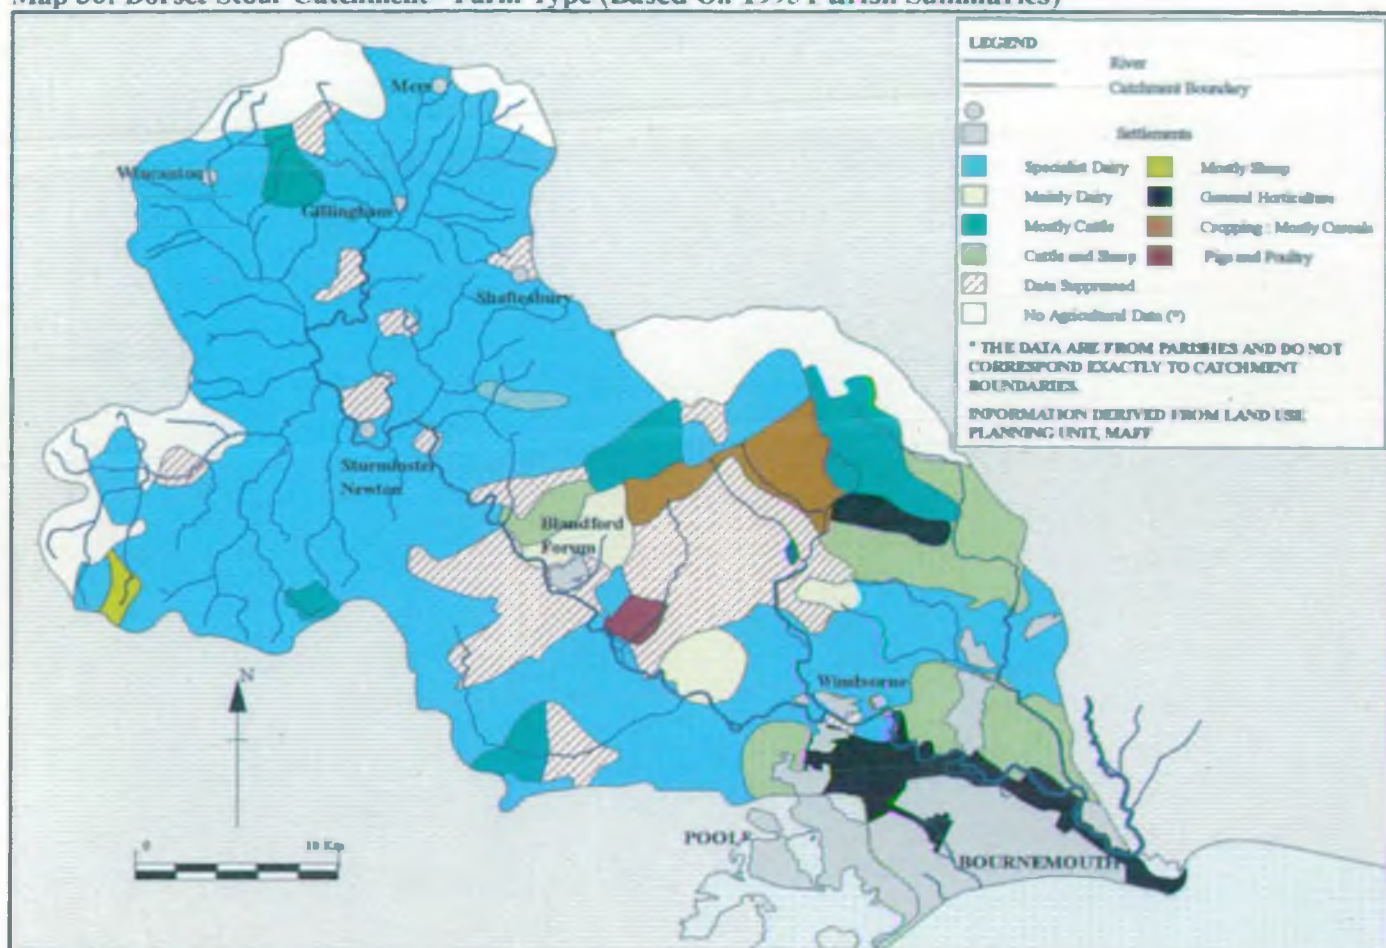 Dorset Stour Catchment - Farm Type (Based On Parish Summaries)
LEGEND
River
Catchment Boundary
Settlements
Specialist Dairy
Mostly Sheep
Mainly Dairy
General Horticulture
Mostly Cattle
Cropping : Mostly Cereals
Cattle and Sheep
Pigs and Poultry
Data Suppressed
No Agricultural Data (*)
* THE DATA ARE FROM PARISHES AND DO NOT
CORRESPOND EXACTLY TO CATCHMENT
BOUNDARIES.
INFORMATION DERIVED FROM LAND USE
PLANNING UNIT, MAFF
Mere
Wincanton
Gillingham
Shaftesbury
Sturminster
Newton
Blandford
Forum
Wimborne
POOLE
BOURNEMOUTH
N
0 10 Km